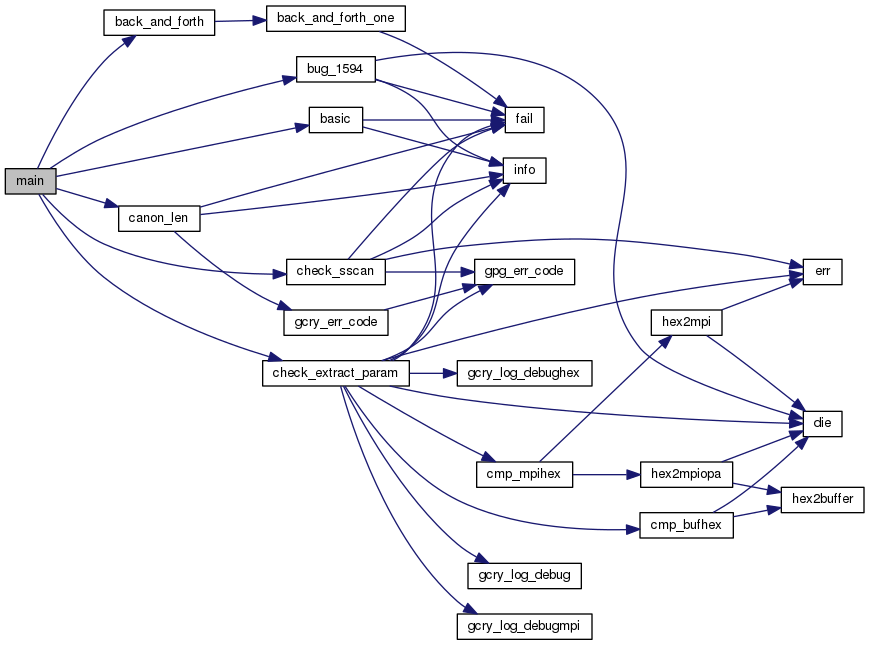 back_and_forth
back_and_forth_one
bug_1594
basic
fail
info
main
canon_len
check_sscan
gpg_err_code
err
gcry_err_code
hex2mpi
check_extract_param
gcry_log_debughex
die
cmp_mpihex
hex2mpiopa
hex2buffer
cmp_bufhex
gcry_log_debug
gcry_log_debugmpi